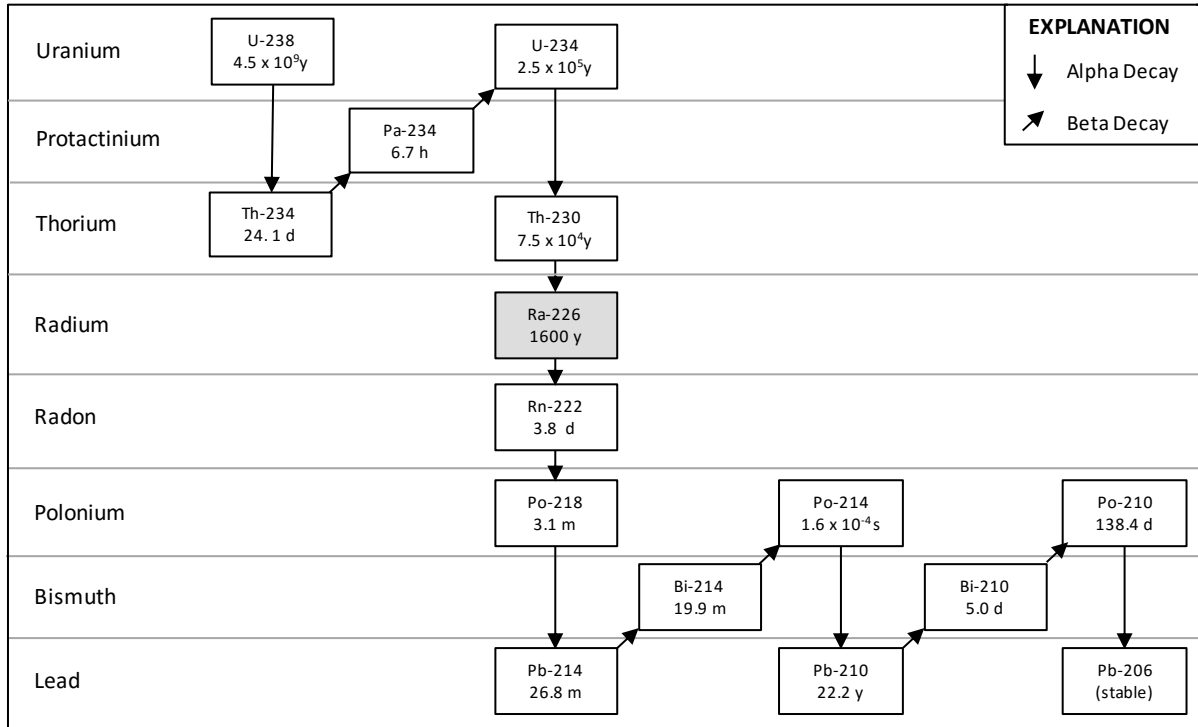 Uranium
U-238
4.5 x 10⁹y
U-234
2.5 x 10⁵y
EXPLANATION
Alpha Decay
Beta Decay
Protactinium
Pa-234
6.7 h
Thorium
Th-234
24. 1 d
Th-230
7.5 x 10⁴y
Radium
Ra-226
1600 y
Radon
Rn-222
3.8 d
Polonium
Po-218
3.1 m
Po-214
1.6 x 10⁻⁴s
Po-210
138.4 d
Bismuth
Bi-214
19.9 m
Bi-210
5.0 d
Lead
Pb-214
26.8 m
Pb-210
22.2 y
Pb-206
(stable)